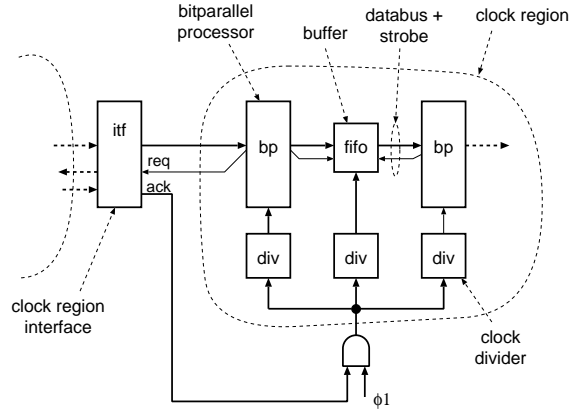 bitparallel
processor
buffer
databus +
strobe
clock region
itf
bp
fifo
bp
req
ack
div
div
div
clock region
interface
clock
divider
ϕ1